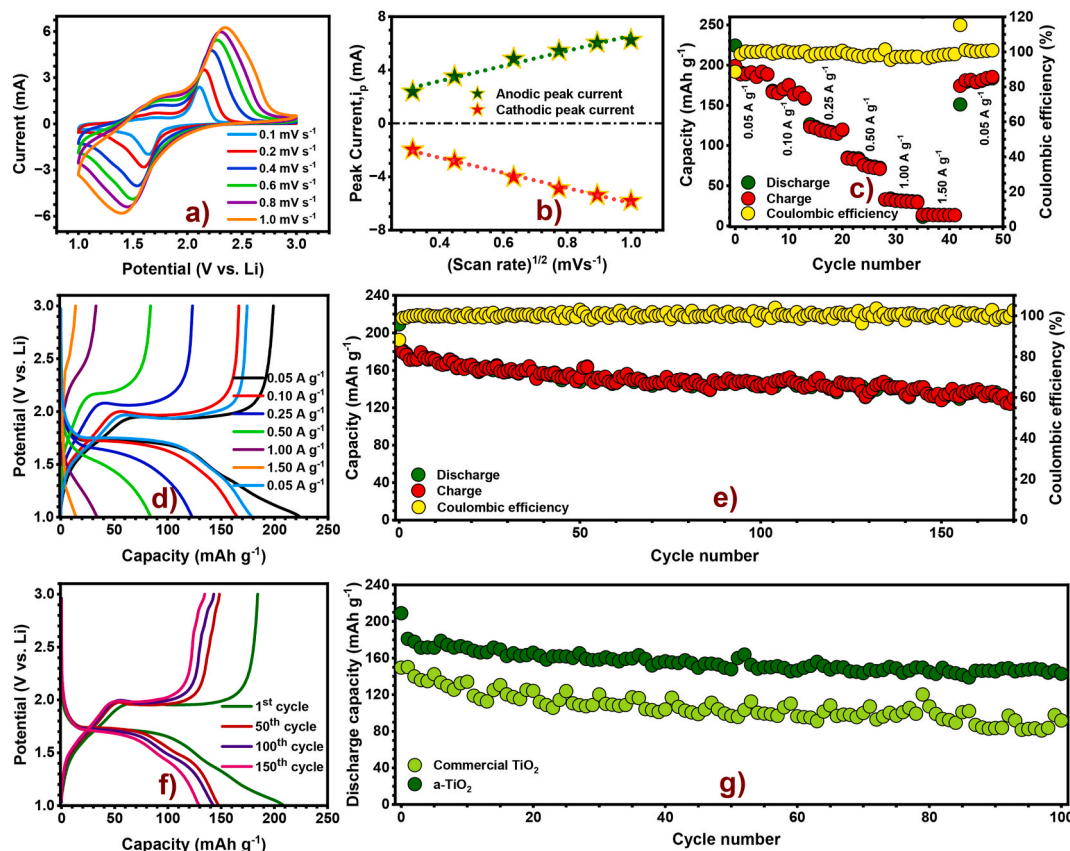 Current (mA)
6
3
0
−3
−6
1.0
1.5
2.0
2.5
3.0
Potential (V vs. Li)
0.1 mV s⁻¹
0.2 mV s⁻¹
0.4 mV s⁻¹
0.6 mV s⁻¹
0.8 mV s⁻¹
1.0 mV s⁻¹
a)
Peak Current,iₚ (mA)
8
4
0
−4
−8
0.4
0.6
0.8
1.0
(Scan rate)¹ᐟ² (mVs⁻¹)
Anodic peak current
Cathodic peak current
b)
Capacity (mAh g⁻¹)
250
200
150
100
50
0
0
10
20
30
40
50
Cycle number
120
100
80
60
40
20
0
Coulombic efficiency (%)
0.05 A g⁻¹
0.10 A g⁻¹
0.25 A g⁻¹
0.50 A g⁻¹
1.00 A g⁻¹
1.50 A g⁻¹
0.05 A g⁻¹
Discharge
Charge
Coulombic efficiency
c)
Potential (V vs. Li)
3.0
2.5
2.0
1.5
1.0
0
50
100
150
200
250
Capacity (mAh g⁻¹)
0.05 A g⁻¹
0.10 A g⁻¹
0.25 A g⁻¹
0.50 A g⁻¹
1.00 A g⁻¹
1.50 A g⁻¹
0.05 A g⁻¹
d)
Capacity (mAh g⁻¹)
240
200
160
120
80
40
0
0
50
100
150
Cycle number
100
80
60
40
20
0
Coulombic efficiency (%)
Discharge
Charge
Coulombic efficiency
e)
Potential (V vs. Li)
3.0
2.5
2.0
1.5
1.0
0
50
100
150
200
250
Capacity (mAh g⁻¹)
1ˢᵗ cycle
50ᵗʰ cycle
100ᵗʰ cycle
150ᵗʰ cycle
f)
Discharge capacity (mAh g⁻¹)
240
200
160
120
80
40
0
0
20
40
60
80
100
Cycle number
Commercial TiO₂
a-TiO₂
g)